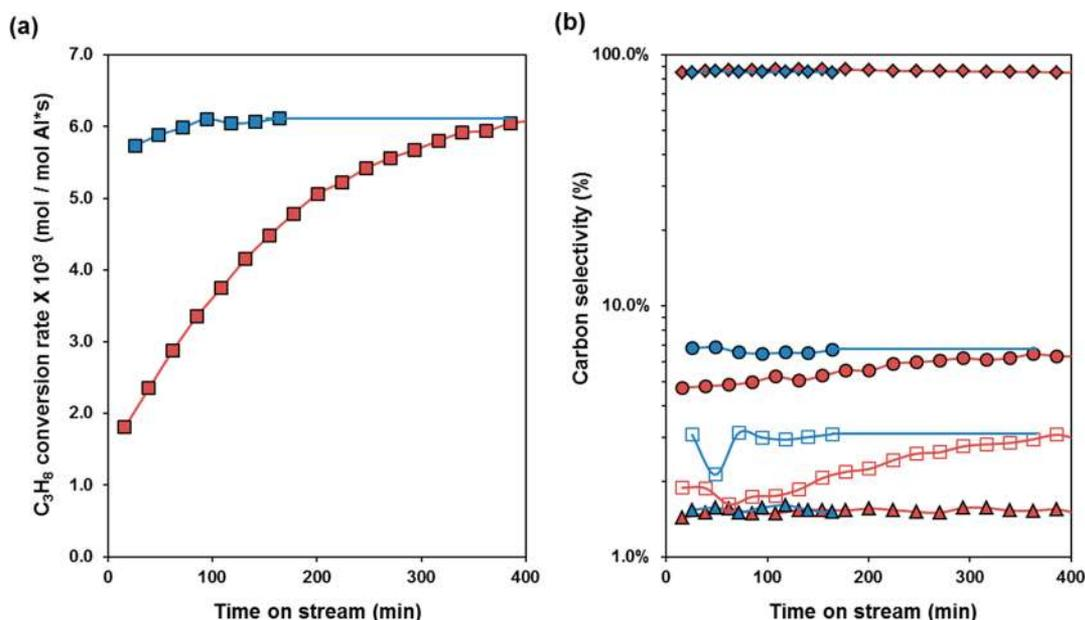 (a)
7.0
6.0
5.0
4.0
3.0
2.0
1.0
0.0
C₃H₈ conversion rate X 10³ (mol / mol Al*s)
0 100 200 300 400
Time on stream (min)
(b)
100.0%
10.0%
1.0%
Carbon selectivity (%)
0 100 200 300 400
Time on stream (min)